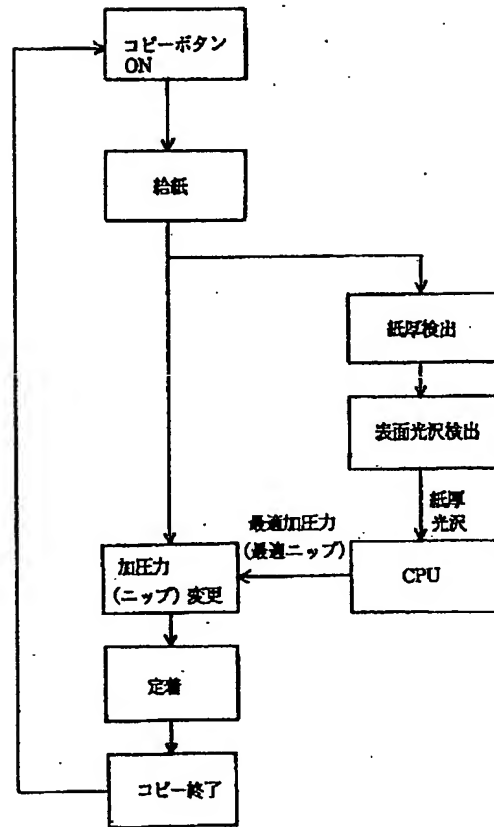 コピーボタン
ON
給紙
紙厚検出
表面光沢検出
紙厚
光沢
最適加圧力
(最適ニップ)
CPU
加圧力
(ニップ)変更
定着
コピー終了